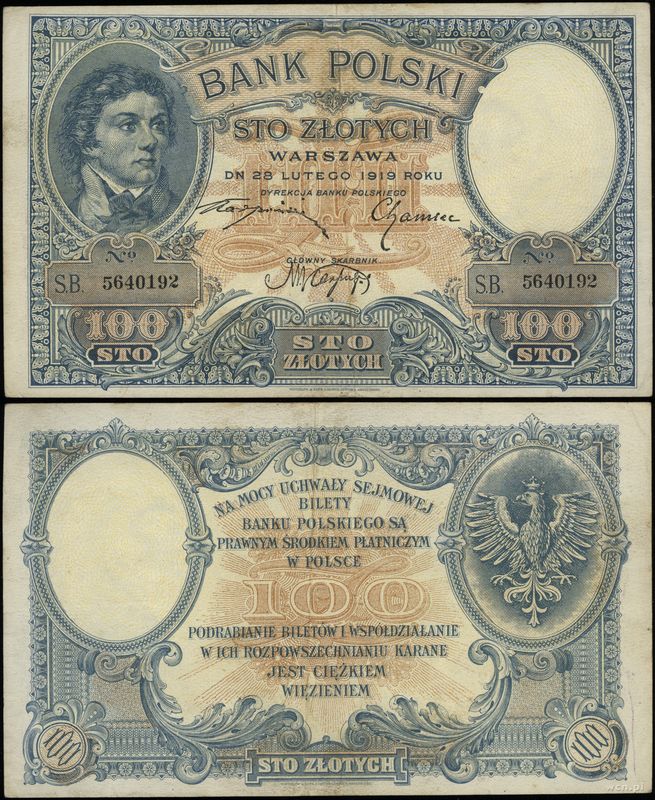 BANK POLSKI
STO ZŁOTYCH
WARSZAWA
DN 28 LUTEGO 1919 ROKU
DYREKCJA BANKU POLSKIEGO
GŁÓWNY SKARBNIK
No
S.B. 5640192
No
S.B. 5640192
100
STO
STO
ZŁOTYCH
100
STO
NA MOCY UCHWAŁY SEJMOWEJ
BILETY
BANKU POLSKIEGO SĄ
PRAWNYM ŚRODKIEM PŁATNICZYM
W POLSCE
100
PODRABIANIE BILETÓW I WSPÓŁDZIAŁANIE
W ICH ROZPOWSZECHNIANIU KARANE
JEST CIĘŻKIEM
WIĘZIENIEM
100
STO ZŁOTYCH
100
wcn.pl